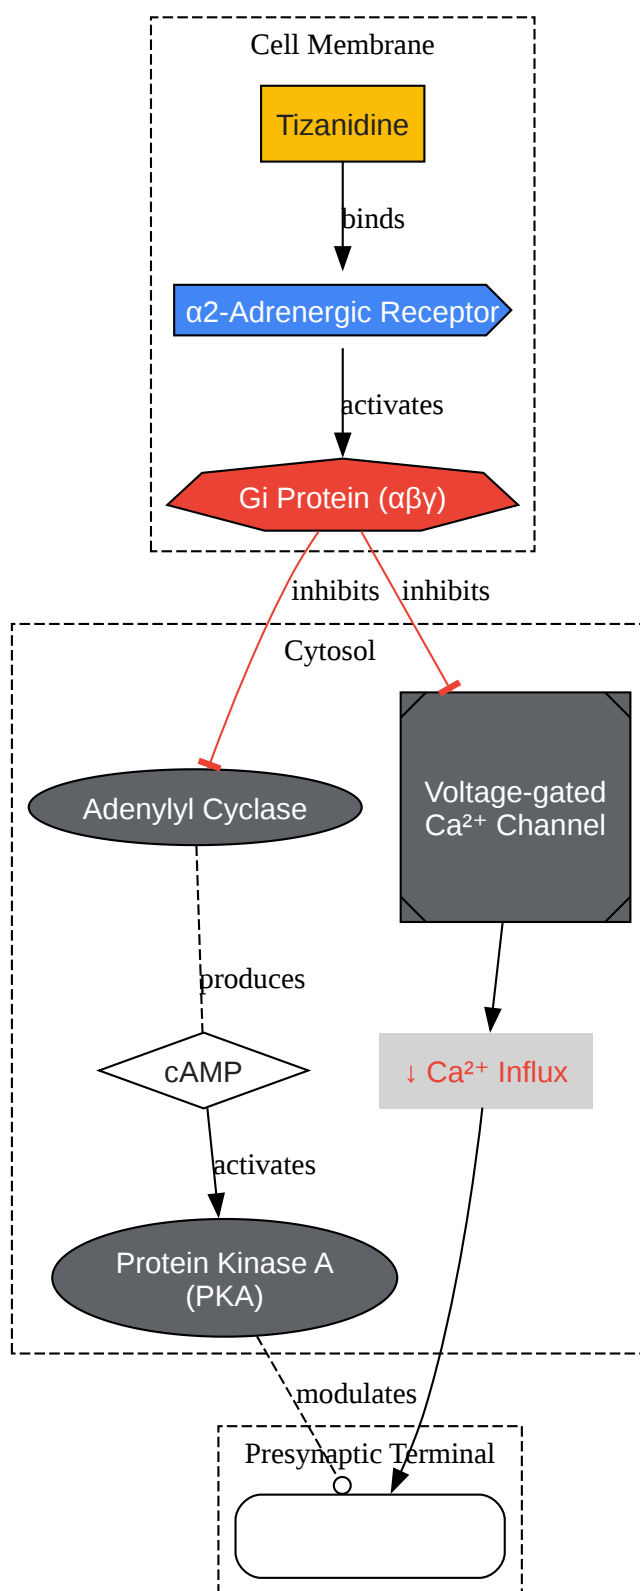 Cell Membrane
Tizanidine
binds
α2-Adrenergic Receptor
activates
Gi Protein (αβγ)
inhibits
inhibits
Cytosol
Adenylyl Cyclase
Voltage-gated
Ca²⁺ Channel
produces
cAMP
↓ Ca²⁺ Influx
activates
Protein Kinase A
(PKA)
modulates
Presynaptic Terminal